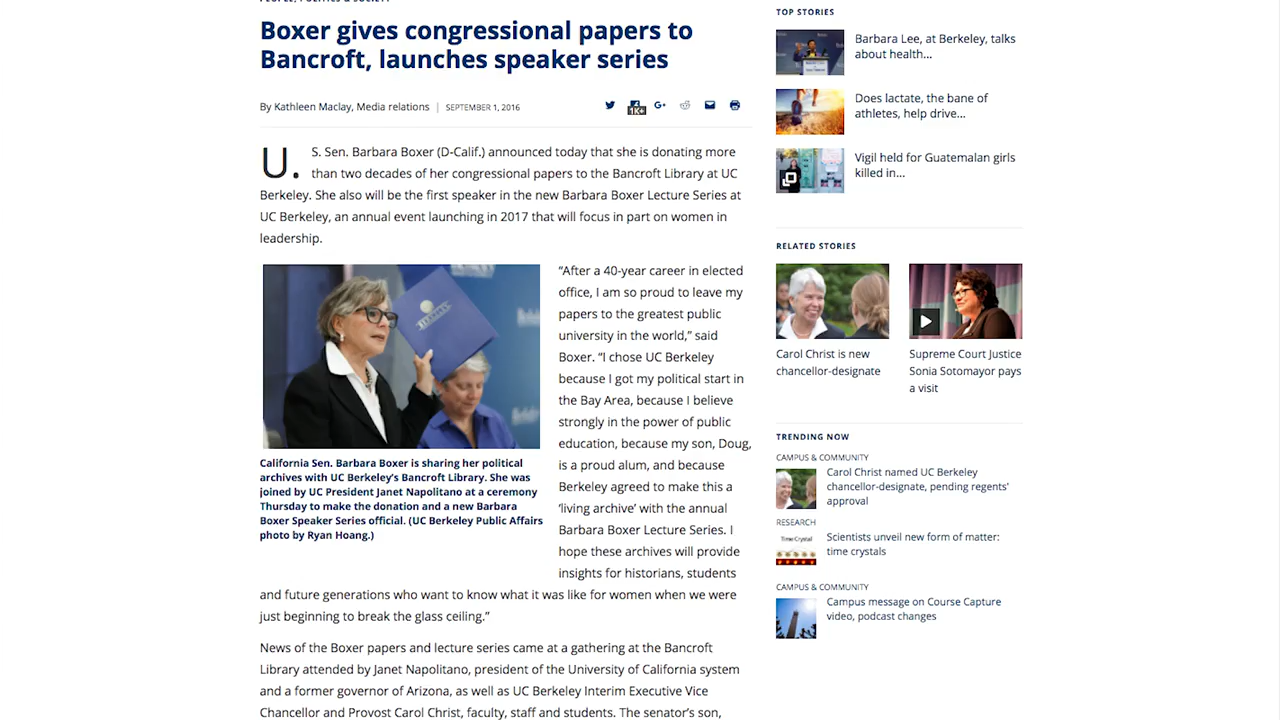 Boxer gives congressional papers to
Bancroft, launches speaker series
By Kathleen Maclay, Media relations | SEPTEMBER 1, 2016
U.S. Sen. Barbara Boxer (D-Calif.) announced today that she is donating more
than two decades of her congressional papers to the Bancroft Library at UC
Berkeley. She also will be the first speaker in the new Barbara Boxer Lecture Series at
UC Berkeley, an annual event launching in 2017 that will focus in part on women in
leadership.
“After a 40-year career in elected
office, I am so proud to leave my
papers to the greatest public
university in the world,” said
Boxer. “I chose UC Berkeley
because I got my political start in
the Bay Area, because I believe
strongly in the power of public
education, because my son, Doug,
is a proud alum, and because
Berkeley agreed to make this a
‘living archive’ with the annual
Barbara Boxer Lecture Series. I
hope these archives will provide
insights for historians, students
and future generations who want to know what it was like for women when we were
just beginning to break the glass ceiling.”
California Sen. Barbara Boxer is sharing her political
archives with UC Berkeley’s Bancroft Library. She was
joined by UC President Janet Napolitano at a ceremony
Thursday to make the donation and a new Barbara
Boxer Speaker Series official. (UC Berkeley Public Affairs
photo by Ryan Hoang.)
News of the Boxer papers and lecture series came at a gathering at the Bancroft
Library attended by Janet Napolitano, president of the University of California system
and a former governor of Arizona, as well as UC Berkeley Interim Executive Vice
Chancellor and Provost Carol Christ, faculty, staff and students. The senator’s son,
TOP STORIES
Barbara Lee, at Berkeley, talks
about health...
Does lactate, the bane of
athletes, help drive...
Vigil held for Guatemalan girls
killed in...
RELATED STORIES
Carol Christ is new
chancellor-designate
Supreme Court Justice
Sonia Sotomayor pays
a visit
TRENDING NOW
CAMPUS & COMMUNITY
Carol Christ named UC Berkeley
chancellor-designate, pending regents'
approval
RESEARCH
Time Crystal
Scientists unveil new form of matter:
time crystals
CAMPUS & COMMUNITY
Campus message on Course Capture
video, podcast changes